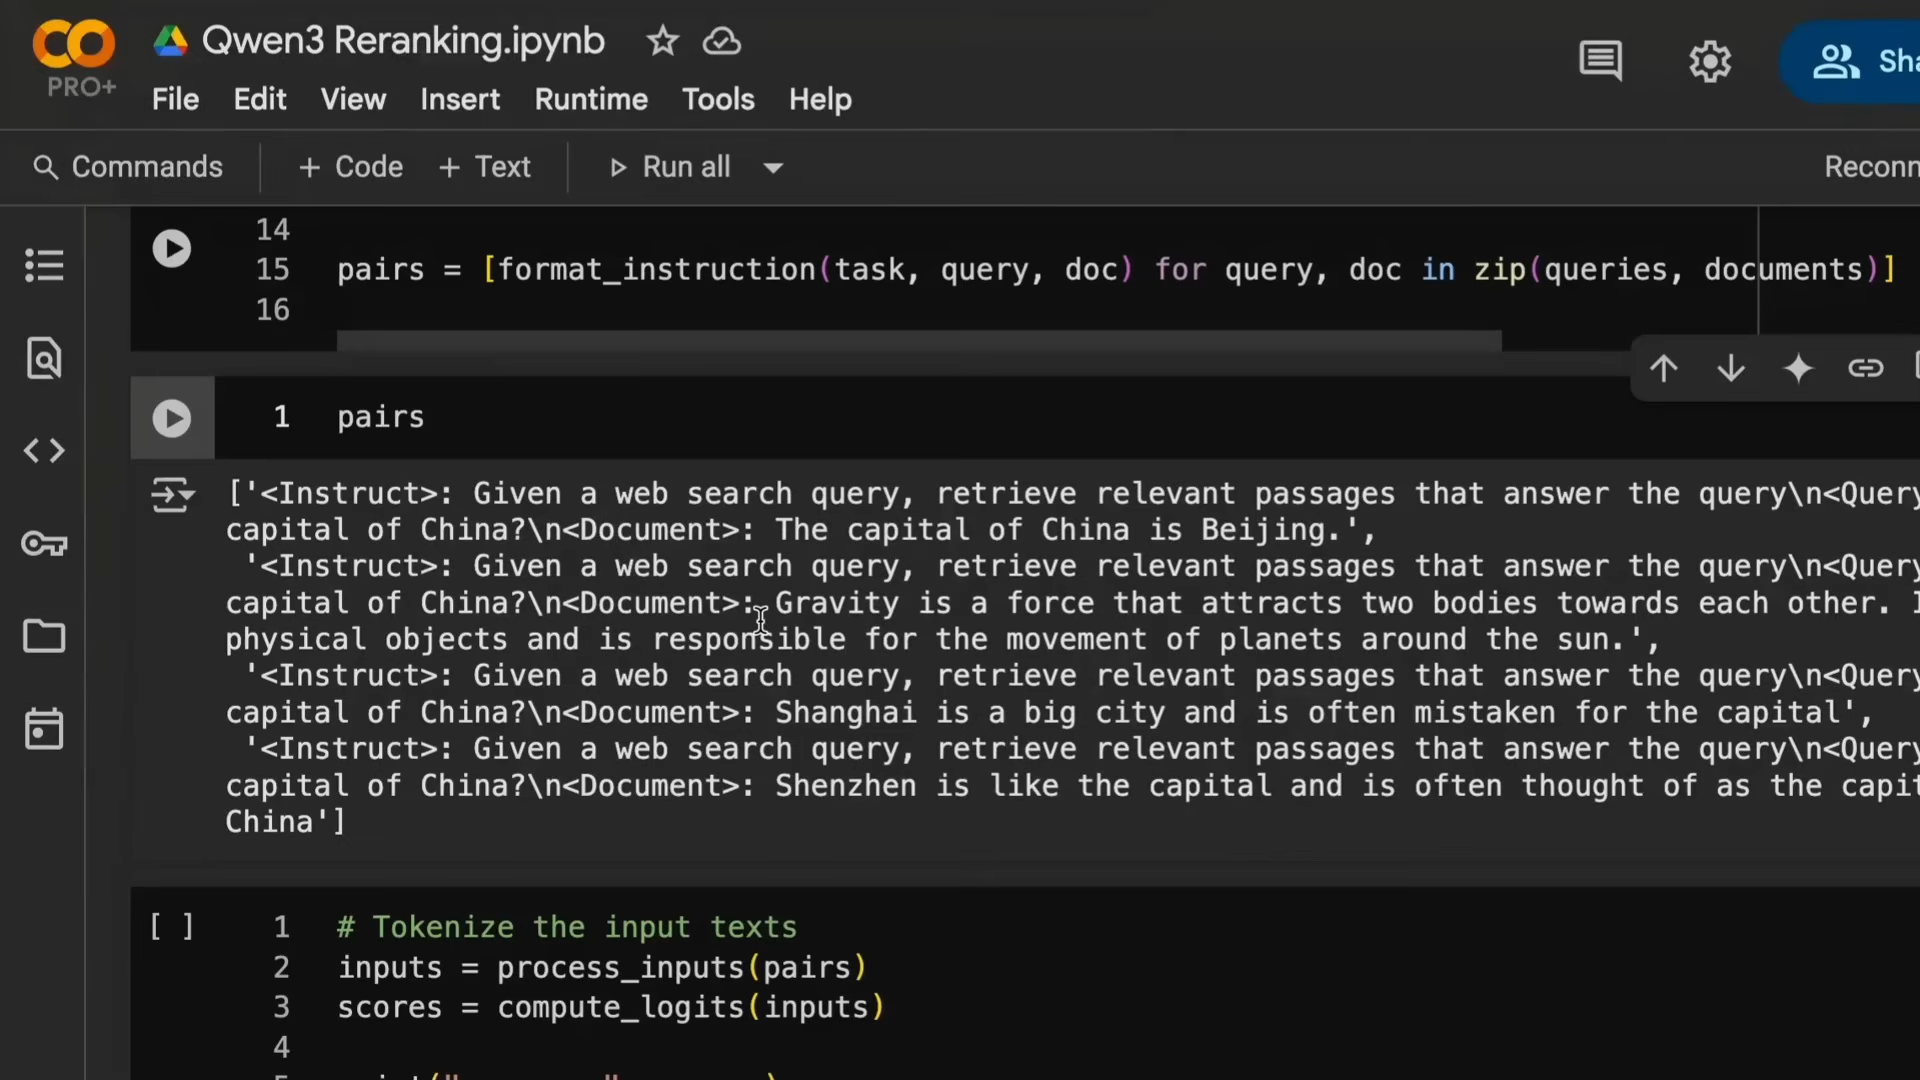 Qwen3 Reranking.ipynb
PRO+
File Edit View Insert Runtime Tools Help
Commands + Code + Text Run all
14
15 pairs = [format_instruction(task, query, doc) for query, doc in zip(queries, documents)]
16
1 pairs
['<Instruct>: Given a web search query, retrieve relevant passages that answer the query\n<Query
capital of China?\n<Document>: The capital of China is Beijing.',
'<Instruct>: Given a web search query, retrieve relevant passages that answer the query\n<Query
capital of China?\n<Document>: Gravity is a force that attracts two bodies towards each other.
physical objects and is responsible for the movement of planets around the sun.',
'<Instruct>: Given a web search query, retrieve relevant passages that answer the query\n<Query
capital of China?\n<Document>: Shanghai is a big city and is often mistaken for the capital',
'<Instruct>: Given a web search query, retrieve relevant passages that answer the query\n<Query
capital of China?\n<Document>: Shenzhen is like the capital and is often thought of as the
China']
[ ] 1 # Tokenize the input texts
2 inputs = process_inputs(pairs)
3 scores = compute_logits(inputs)
4